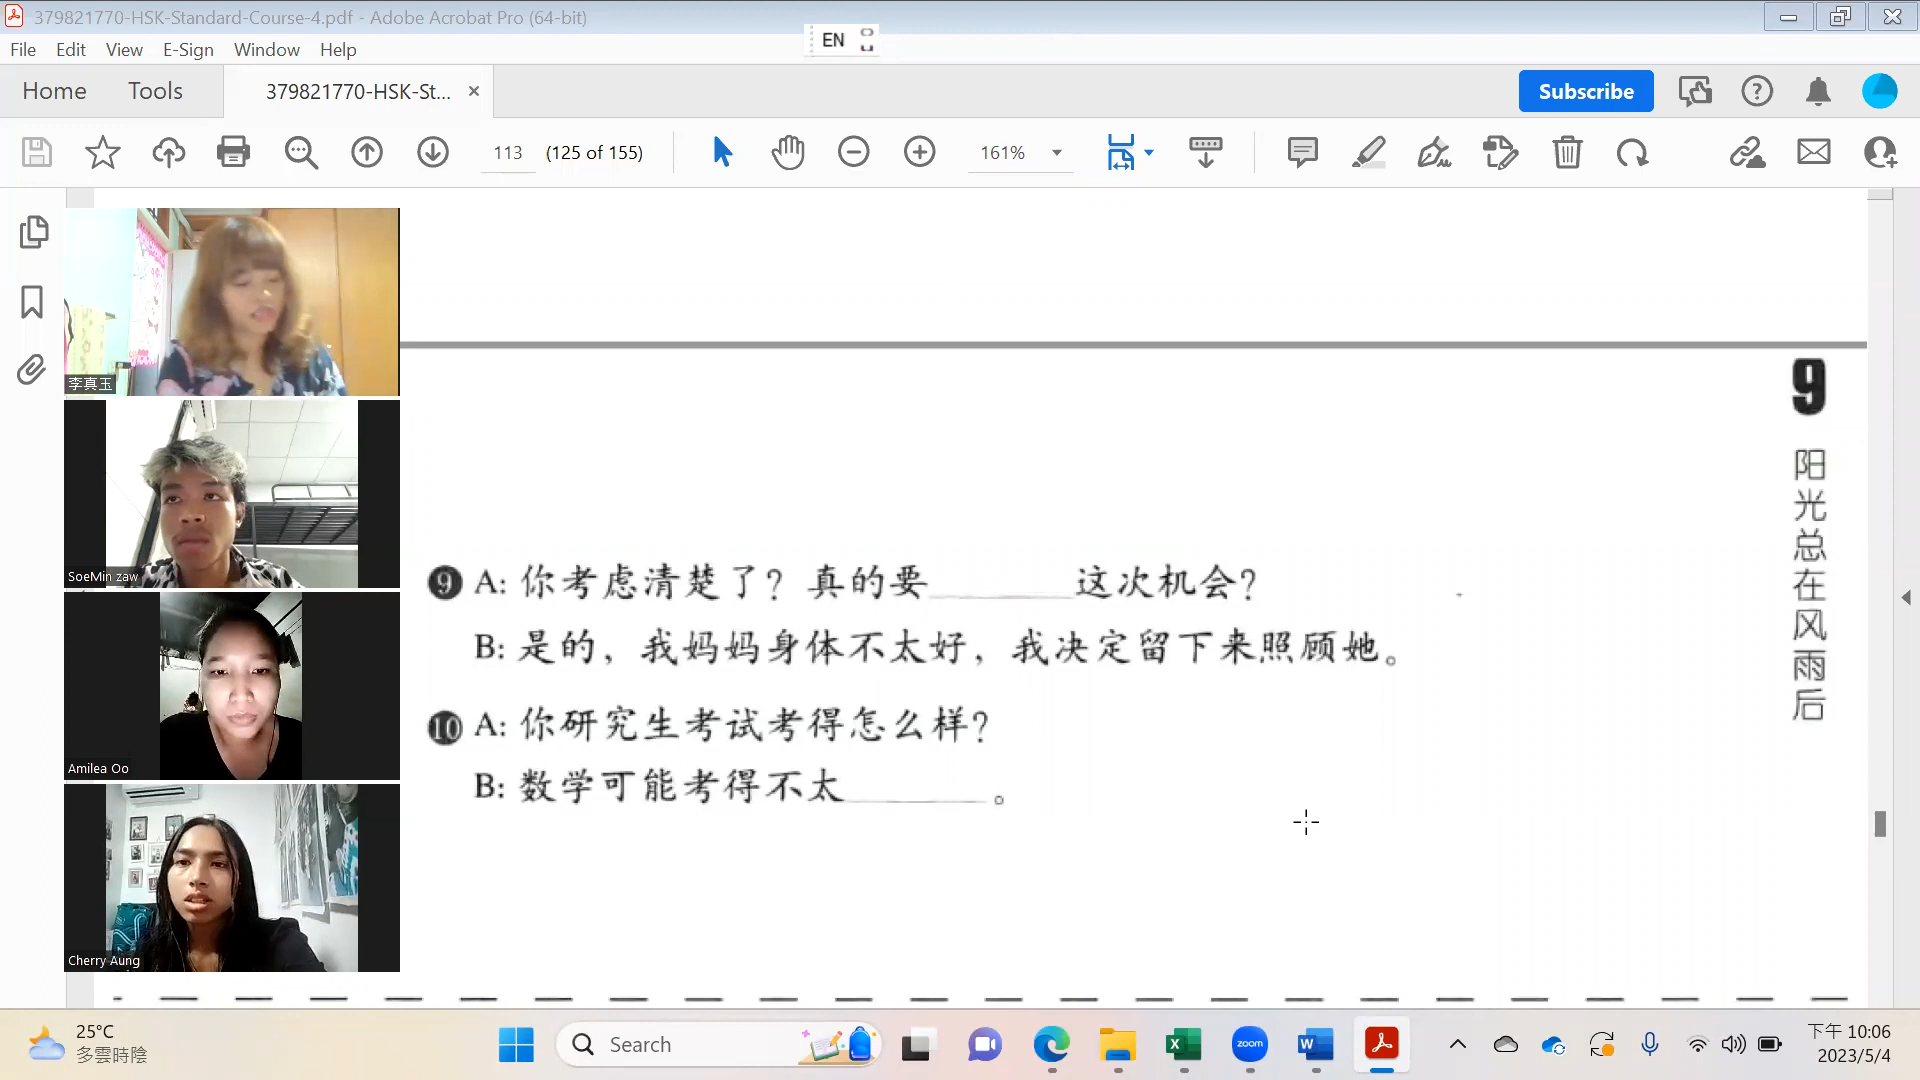 379821770-HSK-Standard-Course-4.pdf - Adobe Acrobat Pro (64-bit)
File Edit View E-Sign Window Help
EN
Home Tools 379821770-HSK-St... Subscribe
113 (125 of 155) 161%
李真玉
SoeMin zaw
Amilea Oo
Cherry Aung
9
阳光总在风雨后
❾ A: 你考虑清楚了？真的要______这次机会？
B: 是的，我妈妈身体不太好，我决定留下来照顾她。
❿ A: 你研究生考试考得怎么样？
B: 数学可能考得不太______。
25°C
多雲時陰
Search
zoom
下午 10:06
2023/5/4